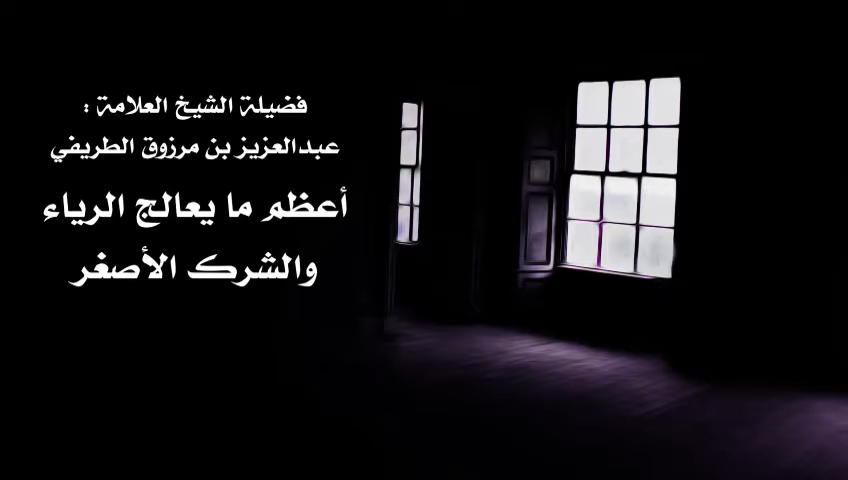 فضيلة الشيخ العلامة :
عبدالعزيز بن مرزوق الطريفي
أعظم ما يعالج الرياء
والشرك الأصغر